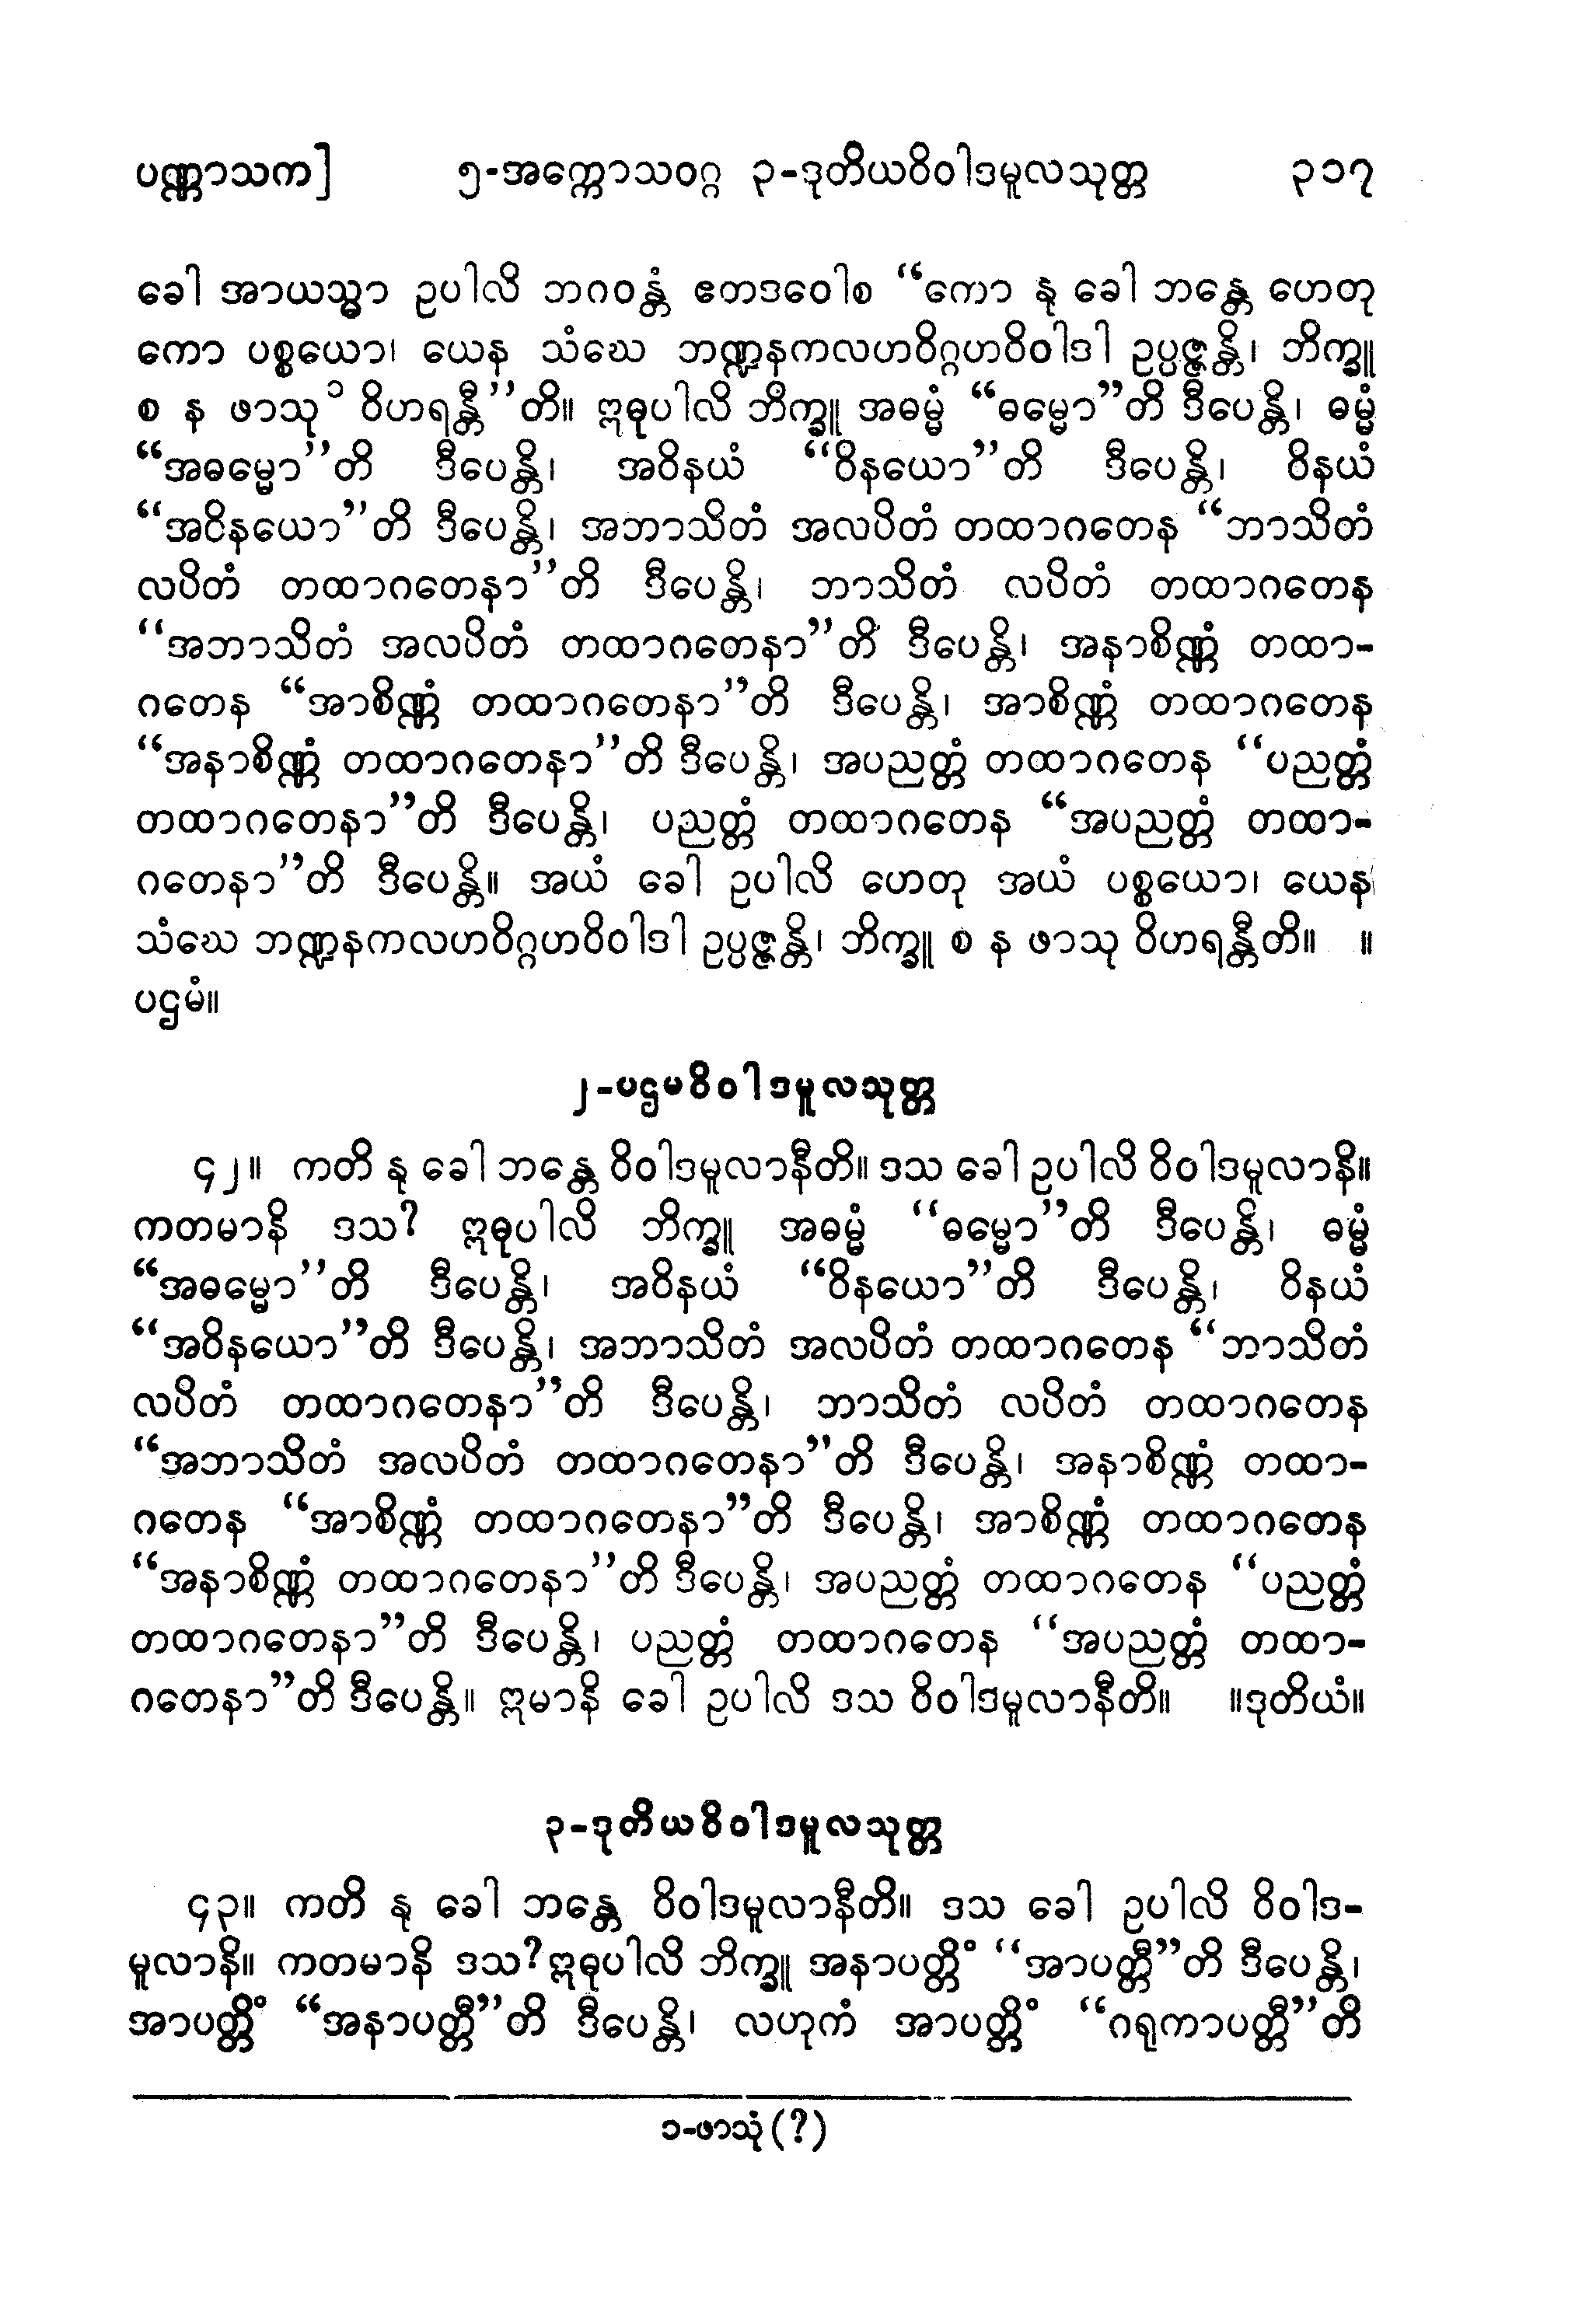 ပဏ္ဏာသက] ၅-အက္ကောသဝဂ္ဂ ၃-ဒုတိယဝိဝါဒမူလသုတ္တ ၃၁၇
ခေါ အာယသ္မာ ဥပါလိ ဘဂဝန္တံ ဧတဒဝေါစ “ကော နု ခေါ ဘန္တေ ဟေတု
ကော ပစ္စယော၊ ယေန သံဃေ ဘဏ္ဍနကလဟဝိဂ္ဂဟဝိဝါဒါ ဥပ္ပဇ္ဇန္တိ၊ ဘိက္ခူ
စ န ဖာသု ၁ ဝိဟရန္တီ”တိ။ ဣဓုပါလိ ဘိက္ခူ အဓမ္မံ “ဓမ္မော”တိ ဒီပေန္တိ၊ ဓမ္မံ
“အဓမ္မော”တိ ဒီပေန္တိ၊ အဝိနယံ “ဝိနယော”တိ ဒီပေန္တိ၊ ဝိနယံ
“အငိနယော”တိ ဒီပေန္တိ၊ အဘာသိတံ အလပိတံ တထာဂတေန “ဘာသိတံ
လပိတံ တထာဂတေနာ”တိ ဒီပေန္တိ၊ ဘာသိတံ လပိတံ တထာဂတေန
“အဘာသိတံ အလပိတံ တထာဂတေနာ”တိ ဒီပေန္တိ၊ အနာစိဏ္ဏံ တထာ-
ဂတေန “အာစိဏ္ဏံ တထာဂတေနာ”တိ ဒီပေန္တိ၊ အာစိဏ္ဏံ တထာဂတေန
“အနာစိဏ္ဏံ တထာဂတေနာ”တိ ဒီပေန္တိ၊ အပညတ္တံ တထာဂတေန “ပညတ္တံ
တထာဂတေနာ”တိ ဒီပေန္တိ၊ ပညတ္တံ တထာဂတေန “အပညတ္တံ တထာ-
ဂတေနာ”တိ ဒီပေန္တိ။ အယံ ခေါ ဥပါလိ ဟေတု အယံ ပစ္စယော၊ ယေန
သံဃေ ဘဏ္ဍနကလဟဝိဂ္ဂဟဝိဝါဒါ ဥပ္ပဇ္ဇန္တိ၊ ဘိက္ခူ စ န ဖာသု ဝိဟရန္တီတိ။ ။
ပဌမံ။
၂-ပဌမဝိဝါဒမူလသုတ္တ
၄၂။ ကတိ နု ခေါ ဘန္တေ ဝိဝါဒမူလာနီတိ။ ဒသ ခေါ ဥပါလိ ဝိဝါဒမူလာနိ။
ကတမာနိ ဒသ? ဣဓုပါလိ ဘိက္ခူ အဓမ္မံ “ဓမ္မော”တိ ဒီပေန္တိ၊ ဓမ္မံ
“အဓမ္မော”တိ ဒီပေန္တိ၊ အဝိနယံ “ဝိနယော”တိ ဒီပေန္တိ၊ ဝိနယံ
“အဝိနယော”တိ ဒီပေန္တိ၊ အဘာသိတံ အလပိတံ တထာဂတေန “ဘာသိတံ
လပိတံ တထာဂတေနာ”တိ ဒီပေန္တိ၊ ဘာသိတံ လပိတံ တထာဂတေန
“အဘာသိတံ အလပိတံ တထာဂတေနာ”တိ ဒီပေန္တိ၊ အနာစိဏ္ဏံ တထာ-
ဂတေန “အာစိဏ္ဏံ တထာဂတေနာ”တိ ဒီပေန္တိ၊ အာစိဏ္ဏံ တထာဂတေန
“အနာစိဏ္ဏံ တထာဂတေနာ”တိ ဒီပေန္တိ၊ အပညတ္တံ တထာဂတေန “ပညတ္တံ
တထာဂတေနာ”တိ ဒီပေန္တိ၊ ပညတ္တံ တထာဂတေန “အပညတ္တံ တထာ-
ဂတေနာ”တိ ဒီပေန္တိ။ ဣမာနိ ခေါ ဥပါလိ ဒသ ဝိဝါဒမူလာနီတိ။ ။ဒုတိယံ။
၃-ဒုတိယဝိဝါဒမူလသုတ္တ
၄၃။ ကတိ နု ခေါ ဘန္တေ ဝိဝါဒမူလာနီတိ။ ဒသ ခေါ ဥပါလိ ဝိဝါဒ-
မူလာနိ။ ကတမာနိ ဒသ? ဣဓုပါလိ ဘိက္ခူ အနာပတ္တိံ “အာပတ္တီ”တိ ဒီပေန္တိ၊
အာပတ္တိံ “အနာပတ္တီ”တိ ဒီပေန္တိ၊ လဟုကံ အာပတ္တိံ “ဂရုကာပတ္တီ”တိ
၁-ဖာသုံ(?)